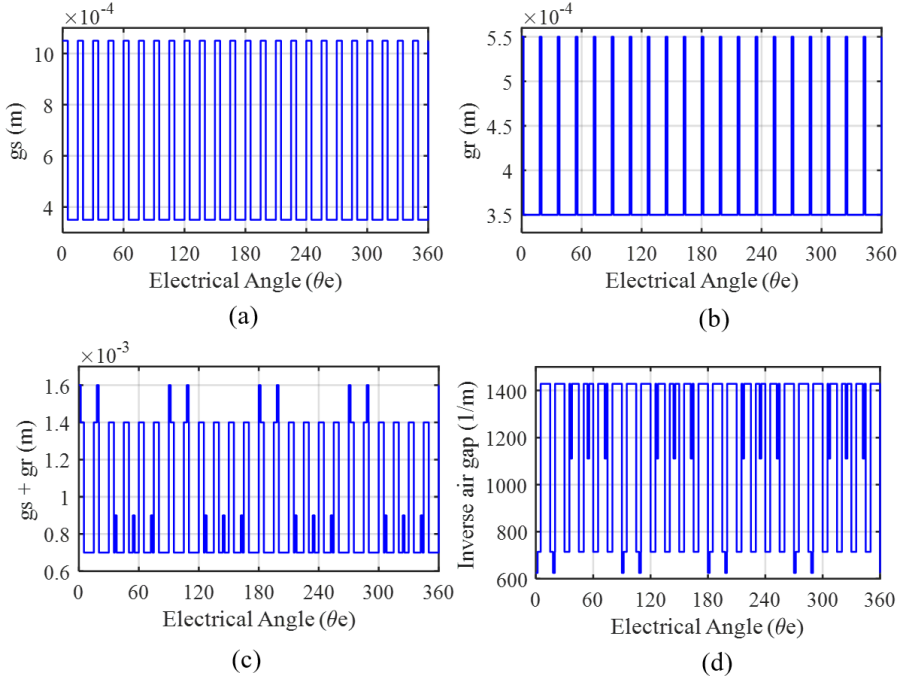 ×10⁻⁴
10
8
6
4
gs (m)
0 60 120 180 240 300 360
Electrical Angle (θe)
(a)
5.5 ×10⁻⁴
5
4.5
4
3.5
gr (m)
0 60 120 180 240 300 360
Electrical Angle (θe)
(b)
×10⁻³
1.6
1.4
1.2
1
0.8
0.6
gs + gr (m)
0 60 120 180 240 300 360
Electrical Angle (θe)
(c)
1400
1200
1000
800
600
Inverse air gap (1/m)
0 60 120 180 240 300 360
Electrical Angle (θe)
(d)